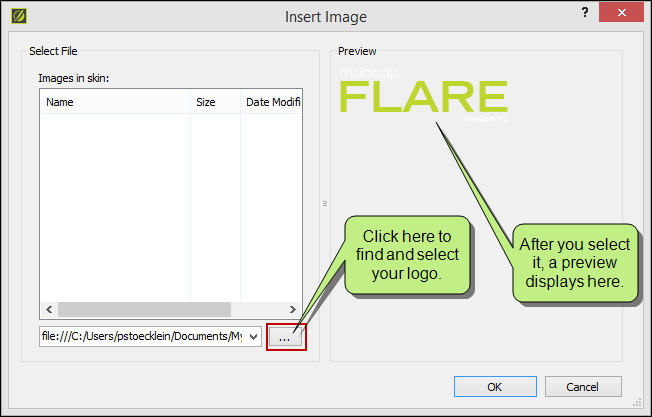 Insert Image
?
Select File
Images in skin:
Name Size Date Modifi
file:///C:/Users/pstoecklein/Documents/My
...
Click here to
find and select
your logo.
Preview
madcap
FLARE
Version 10
After you select
it, a preview
displays here.
OK Cancel